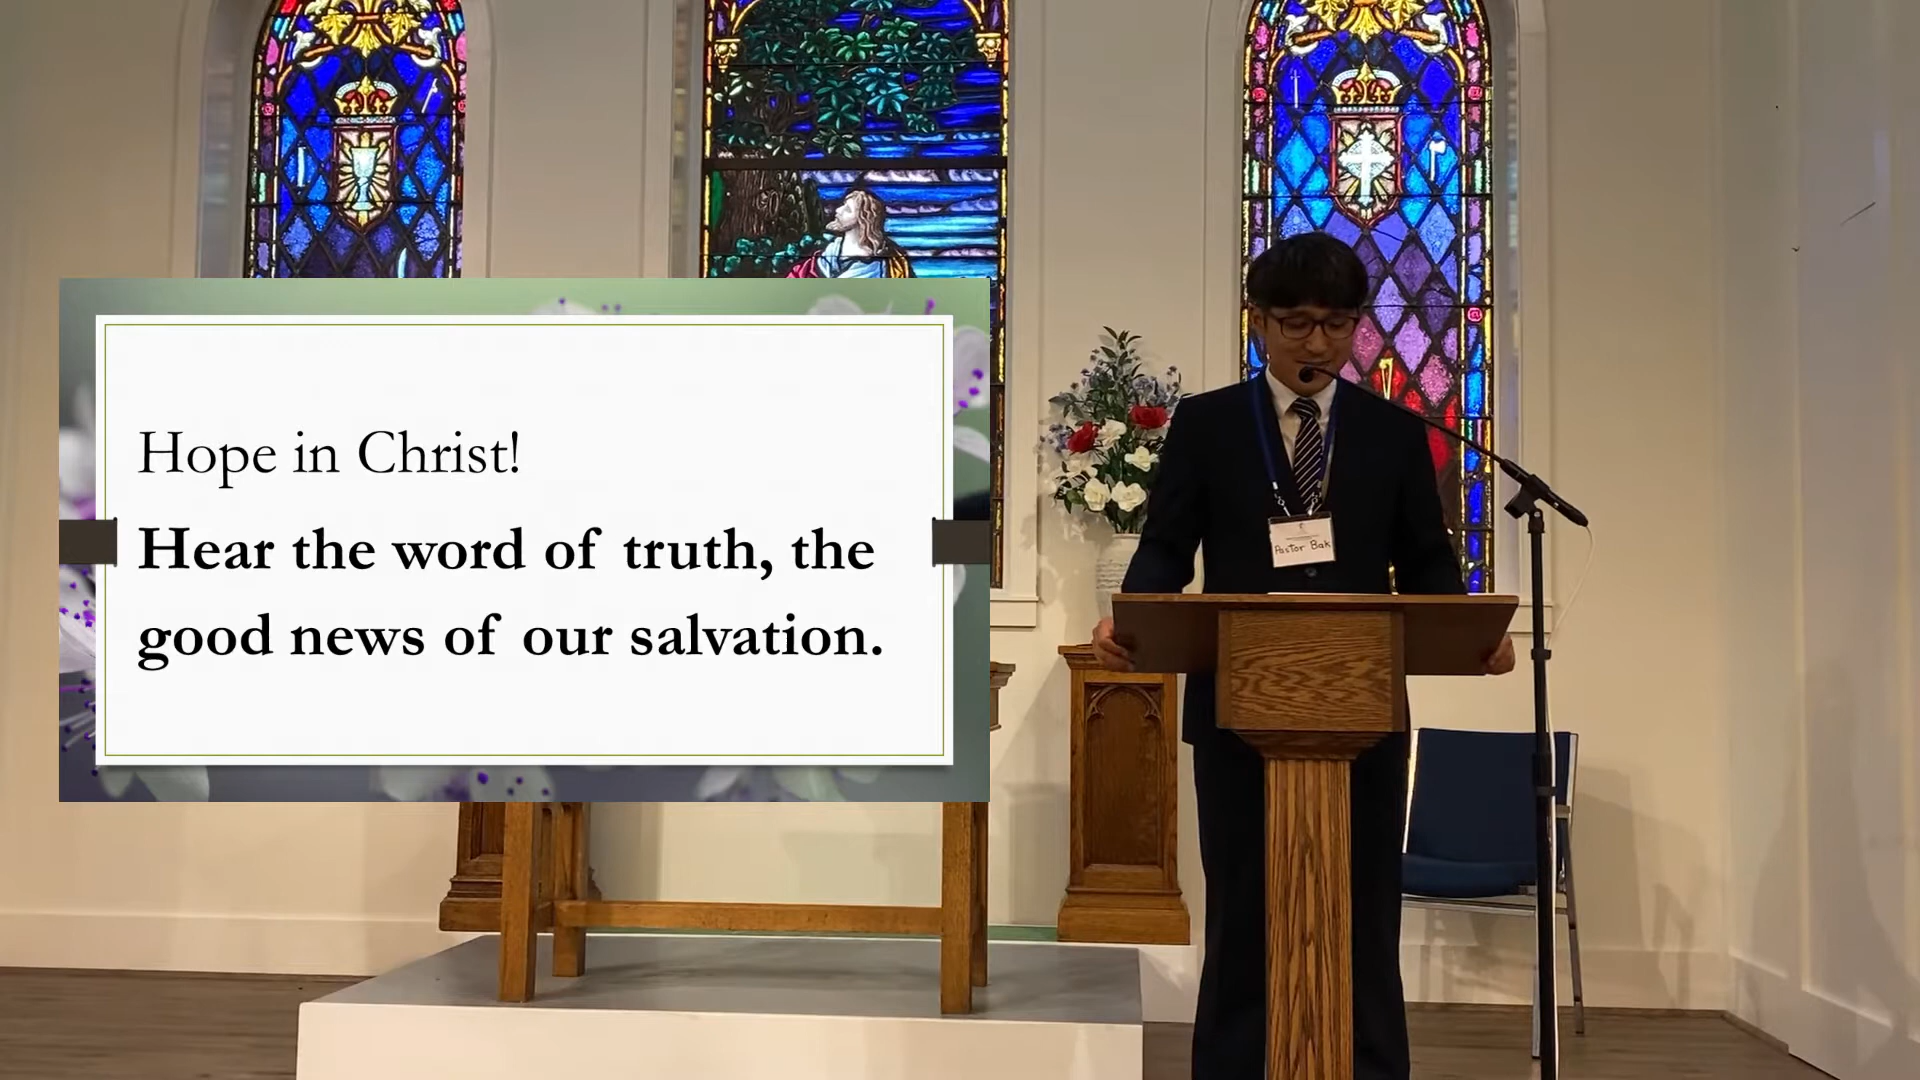 Hope in Christ!
Hear the word of truth, the
good news of our salvation.
Pastor Bak